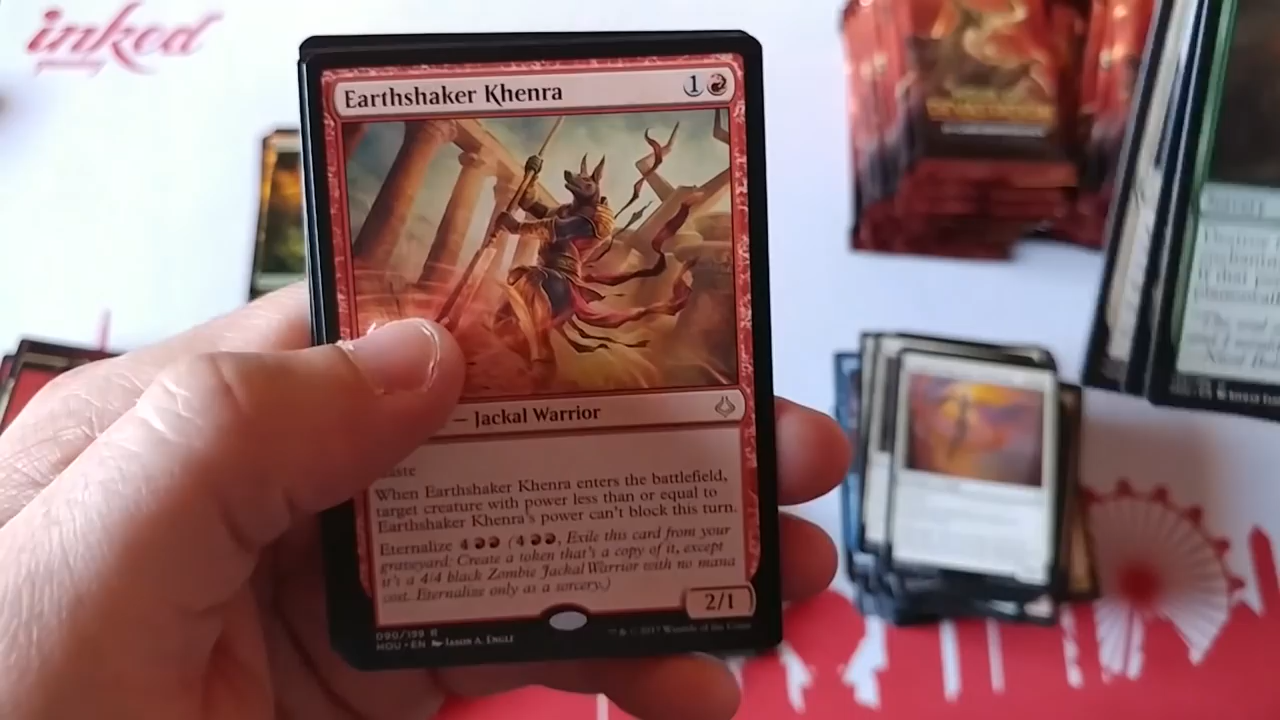 inked
Earthshaker Khenra 1
— Jackal Warrior
aste
When Earthshaker Khenra enters the battlefield,
target creature with power less than or equal to
Earthshaker Khenra's power can't block this turn.
Eternalize 4 (4, Exile this card from your
graveyard: Create a token that's a copy of it, except
it's a 4/4 black Zombie Jackal Warrior with no mana
cost. Eternalize only as a sorcery.)
2/1
090/199 R
HOU • EN Jason A. Engle
™ & © 2017 Wizards of the Coast